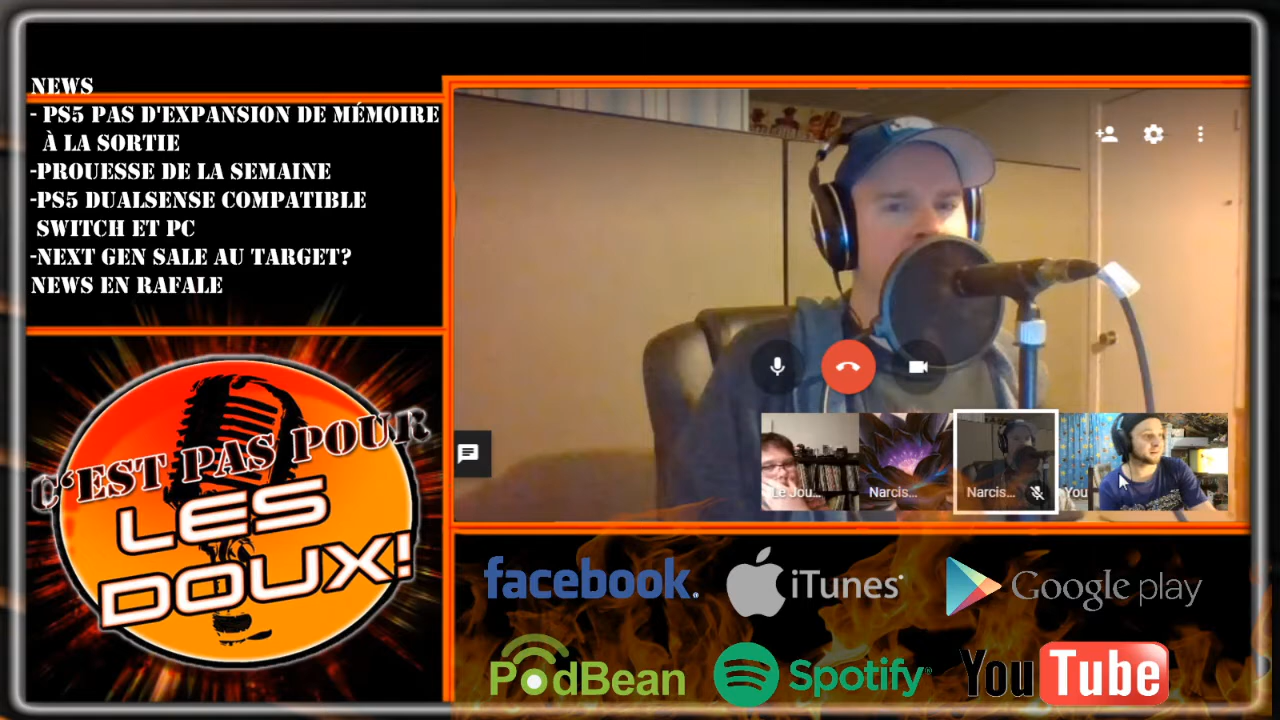 NEWS
- PS5 PAS D'EXPANSION DE MÉMOIRE
À LA SORTIE
-PROUESSE DE LA SEMAINE
-PS5 DUALSENSE COMPATIBLE
SWITCH ET PC
-NEXT GEN SALE AU TARGET?
NEWS EN RAFALE
C'EST PAS POUR
LES
DOUX!
Le Jou...
Narcis...
Narcis...
You
facebook®
iTunes
Google play
PodBean
Spotify®
YouTube